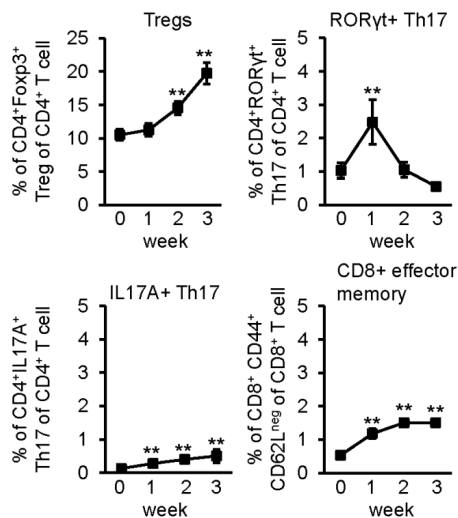 Tregs
% of CD4⁺Foxp3⁺
Treg of CD4⁺ T cell
25
20
15
10
5
0
**
**
0 1 2 3
week
RORγt+ Th17
% of CD4⁺RORγt⁺
Th17 of CD4⁺ T cell
5
4
3
2
1
0
**
0 1 2 3
week
IL17A+ Th17
% of CD4⁺IL17A⁺
Th17 of CD4⁺ T cell
5
4
3
2
1
0
** ** **
0 1 2 3
week
CD8+ effector
memory
% of CD8⁺ CD44⁺
CD62Lⁿᵉᵍ of CD8⁺ T cell
5
4
3
2
1
0
** ** **
0 1 2 3
week